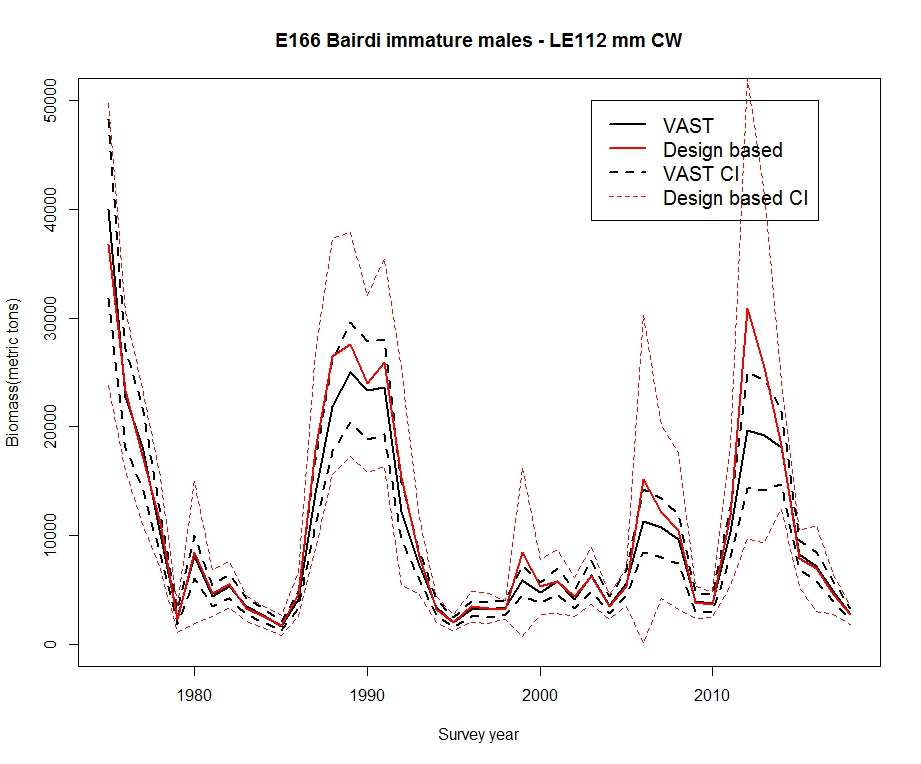 E166 Bairdi immature males - LE112 mm CW
Biomass(metric tons)
50000
40000
30000
20000
10000
0
VAST
Design based
VAST CI
Design based CI
1980 1990 2000 2010
Survey year